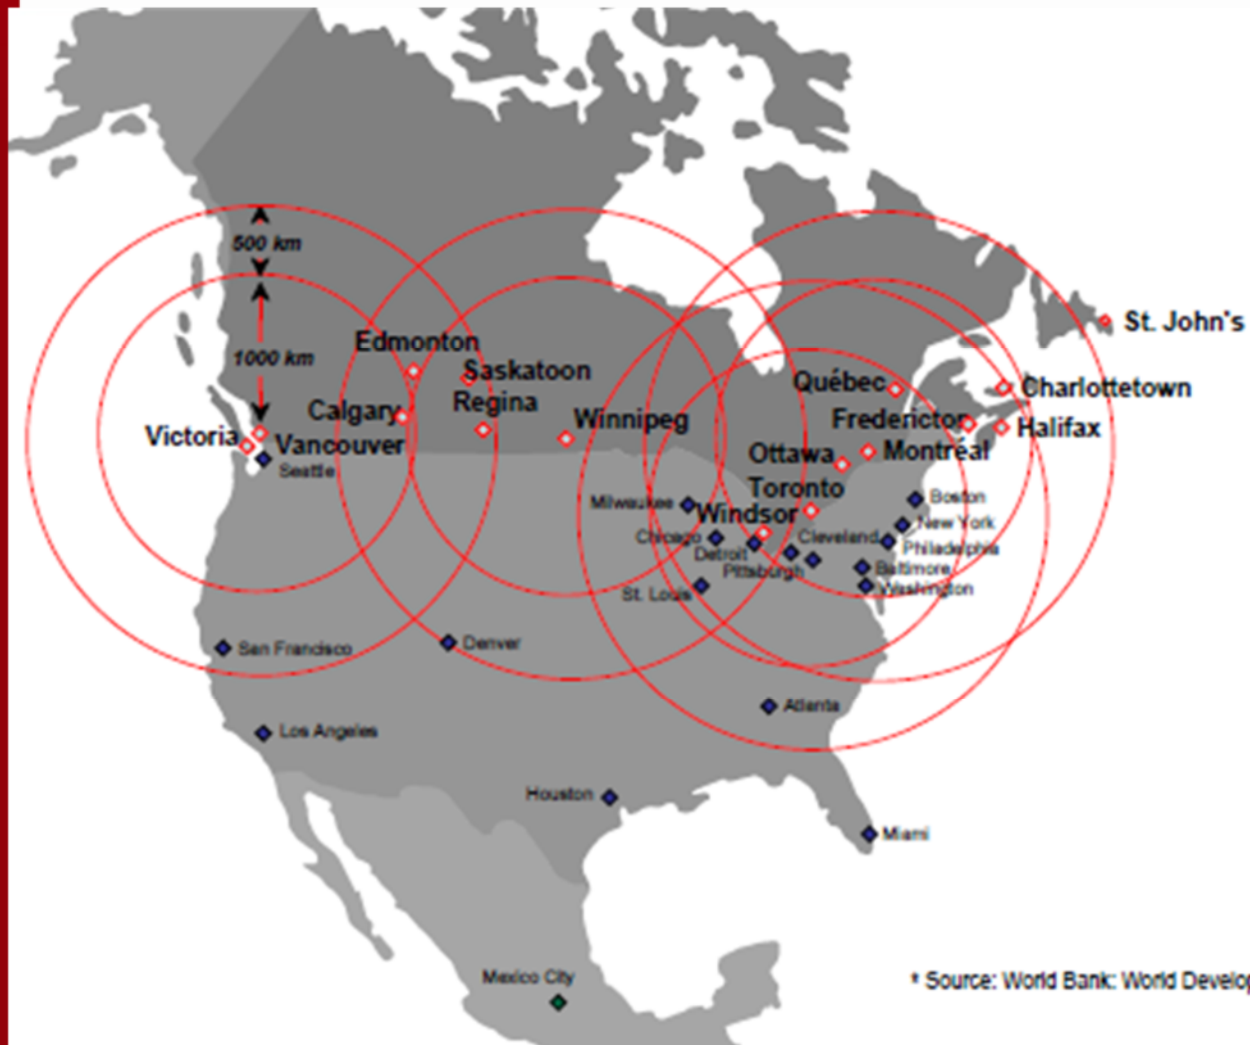 500 km
1000 km
Edmonton
Saskatoon
Regina
Calgary
Winnipeg
Victoria
Vancouver
Seattle
St. John's
Québec
Charlottetown
Fredericton
Halifax
Ottawa
Montréal
Toronto
Milwaukee
Windsor
Boston
New York
Chicago
Cleveland
Detroit
Philadelphia
Pittsburgh
Baltimore
St. Louis
Washington
San Francisco
Denver
Atlanta
Los Angeles
Houston
Miami
Mexico City
* Source: World Bank: World Develop